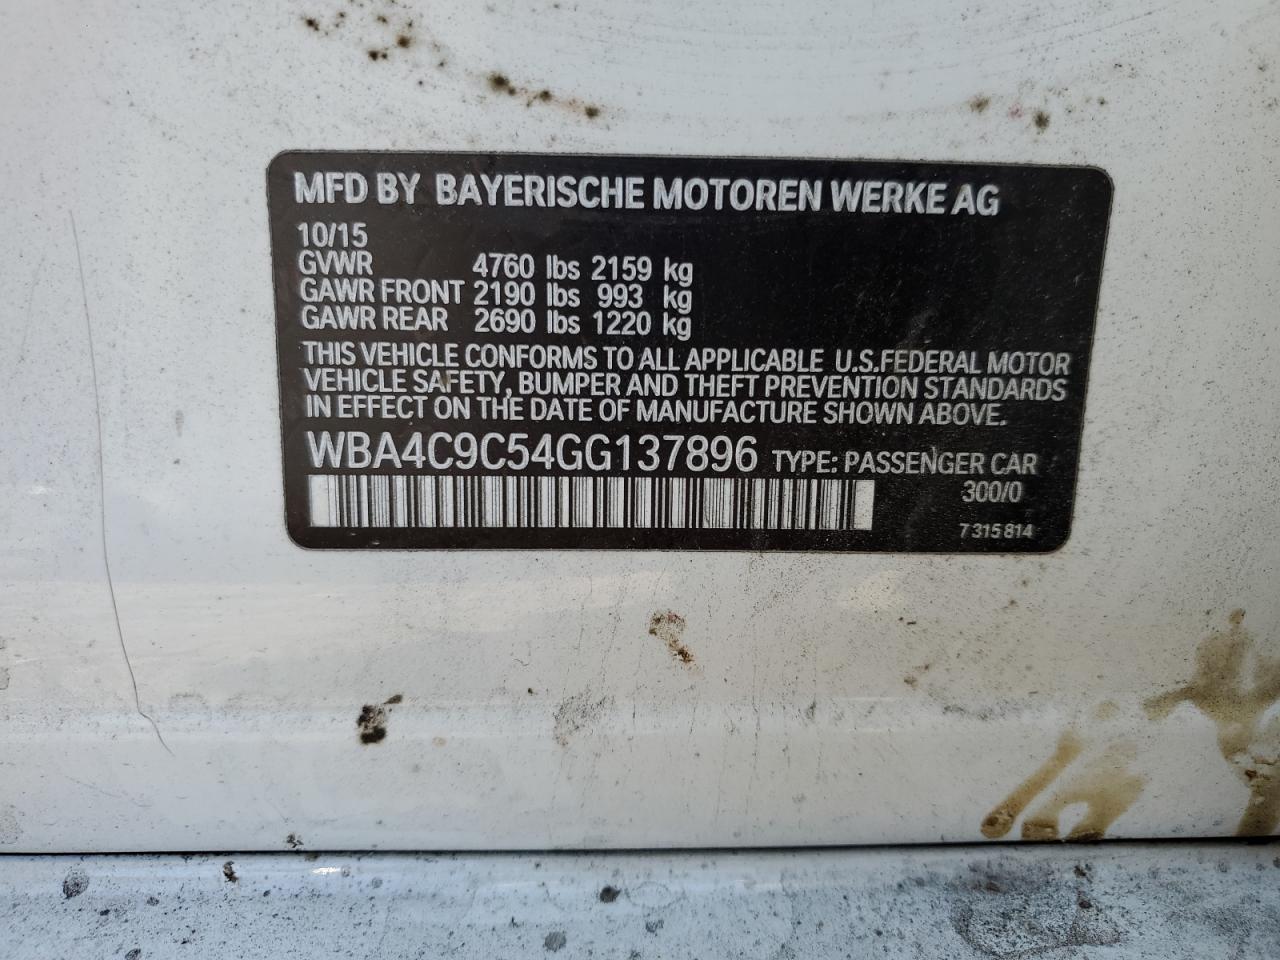 MFD BY BAYERISCHE MOTOREN WERKE AG
10/15
GVWR 4760 lbs 2159 kg
GAWR FRONT 2190 lbs 993 kg
GAWR REAR 2690 lbs 1220 kg
THIS VEHICLE CONFORMS TO ALL APPLICABLE U.S.FEDERAL MOTOR
VEHICLE SAFETY, BUMPER AND THEFT PREVENTION STANDARDS
IN EFFECT ON THE DATE OF MANUFACTURE SHOWN ABOVE.
WBA4C9C54GG137896 TYPE: PASSENGER CAR
300/0
7 315 814